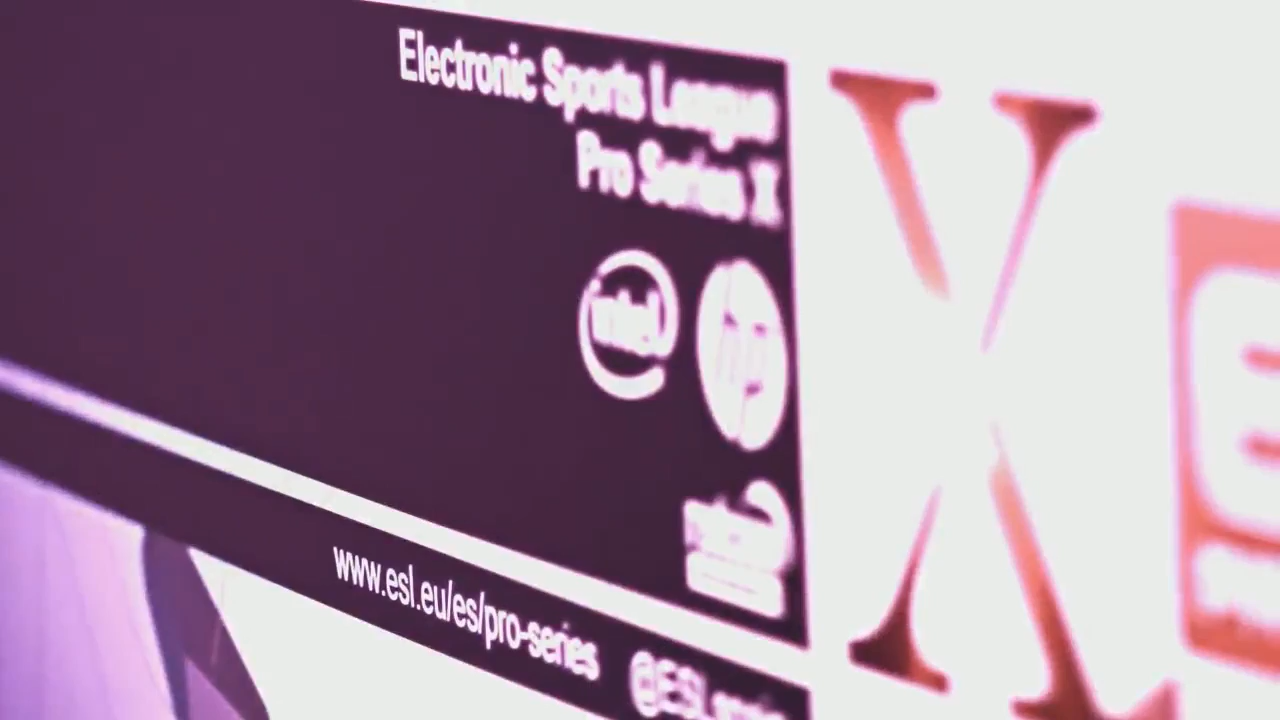 Electronic Sports League
Pro Series X
intel
hp
www.esl.eu/es/pro-series
X
E